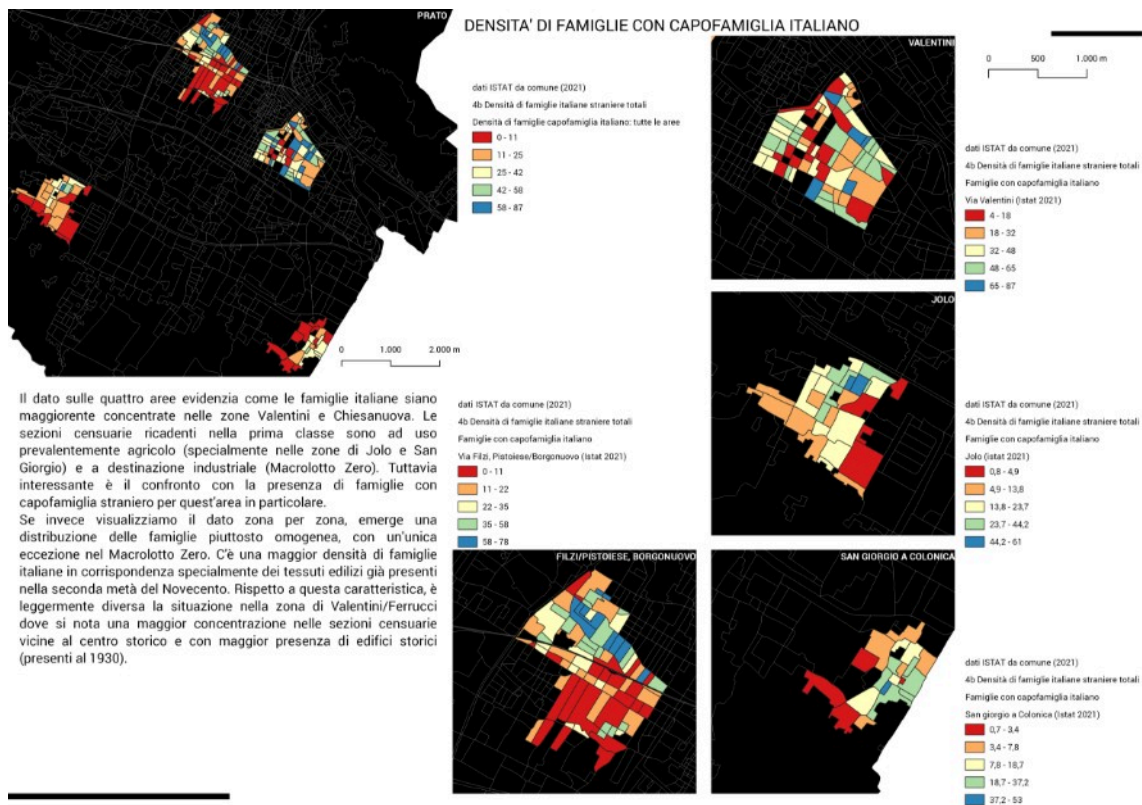 PRATO
DENSITA' DI FAMIGLIE CON CAPOFAMIGLIA ITALIANO
dati ISTAT da comune (2021)
4b Densità di famiglie italiane straniere totali
Densità di famiglie capofamiglia italiano: tutte le aree
0 - 11
11 - 25
25 - 42
42 - 58
58 - 87
0 1.000 2.000 m
VALENTINI
0 500 1.000 m
dati ISTAT da comune (2021)
4b Densità di famiglie italiane straniere totali
Famiglie con capofamiglia italiano
Via Valentini (Istat 2021)
4 - 18
18 - 32
32 - 48
48 - 65
65 - 87
Il dato sulle quattro aree evidenzia come le famiglie italiane siano
maggiorente concentrate nelle zone Valentini e Chiesanuova. Le
sezioni censuarie ricadenti nella prima classe sono ad uso
prevalentemente agricolo (specialmente nelle zone di Jolo e San
Giorgio) e a destinazione industriale (Macrolotto Zero). Tuttavia
interessante è il confronto con la presenza di famiglie con
capofamiglia straniero per quest'area in particolare.
Se invece visualizziamo il dato zona per zona, emerge una
distribuzione delle famiglie piuttosto omogenea, con un'unica
eccezione nel Macrolotto Zero. C'è una maggior densità di famiglie
italiane in corrispondenza specialmente dei tessuti edilizi già presenti
nella seconda metà del Novecento. Rispetto a questa caratteristica, è
leggermente diversa la situazione nella zona di Valentini/Ferrucci
dove si nota una maggior concentrazione nelle sezioni censuarie
vicine al centro storico e con maggior presenza di edifici storici
(presenti al 1930).
dati ISTAT da comune (2021)
4b Densità di famiglie italiane straniere totali
Famiglie con capofamiglia italiano
Via Filzi, Pistoiese/Borgonuovo (Istat 2021)
0 - 11
11 - 22
22 - 35
35 - 58
58 - 78
JOLO
dati ISTAT da comune (2021)
4b Densità di famiglie italiane straniere totali
Famiglie con capofamiglia italiano
Jolo (Istat 2021)
0,8 - 4,9
4,9 - 13,8
13,8 - 23,7
23,7 - 44,2
44,2 - 61
FILZI/PISTOIESE, BORGONUOVO
SAN GIORGIO A COLONICA
dati ISTAT da comune (2021)
4b Densità di famiglie italiane straniere totali
Famiglie con capofamiglia italiano
San giorgio a Colonica (Istat 2021)
0,7 - 3,4
3,4 - 7,8
7,8 - 18,7
18,7 - 37,2
37,2 - 53